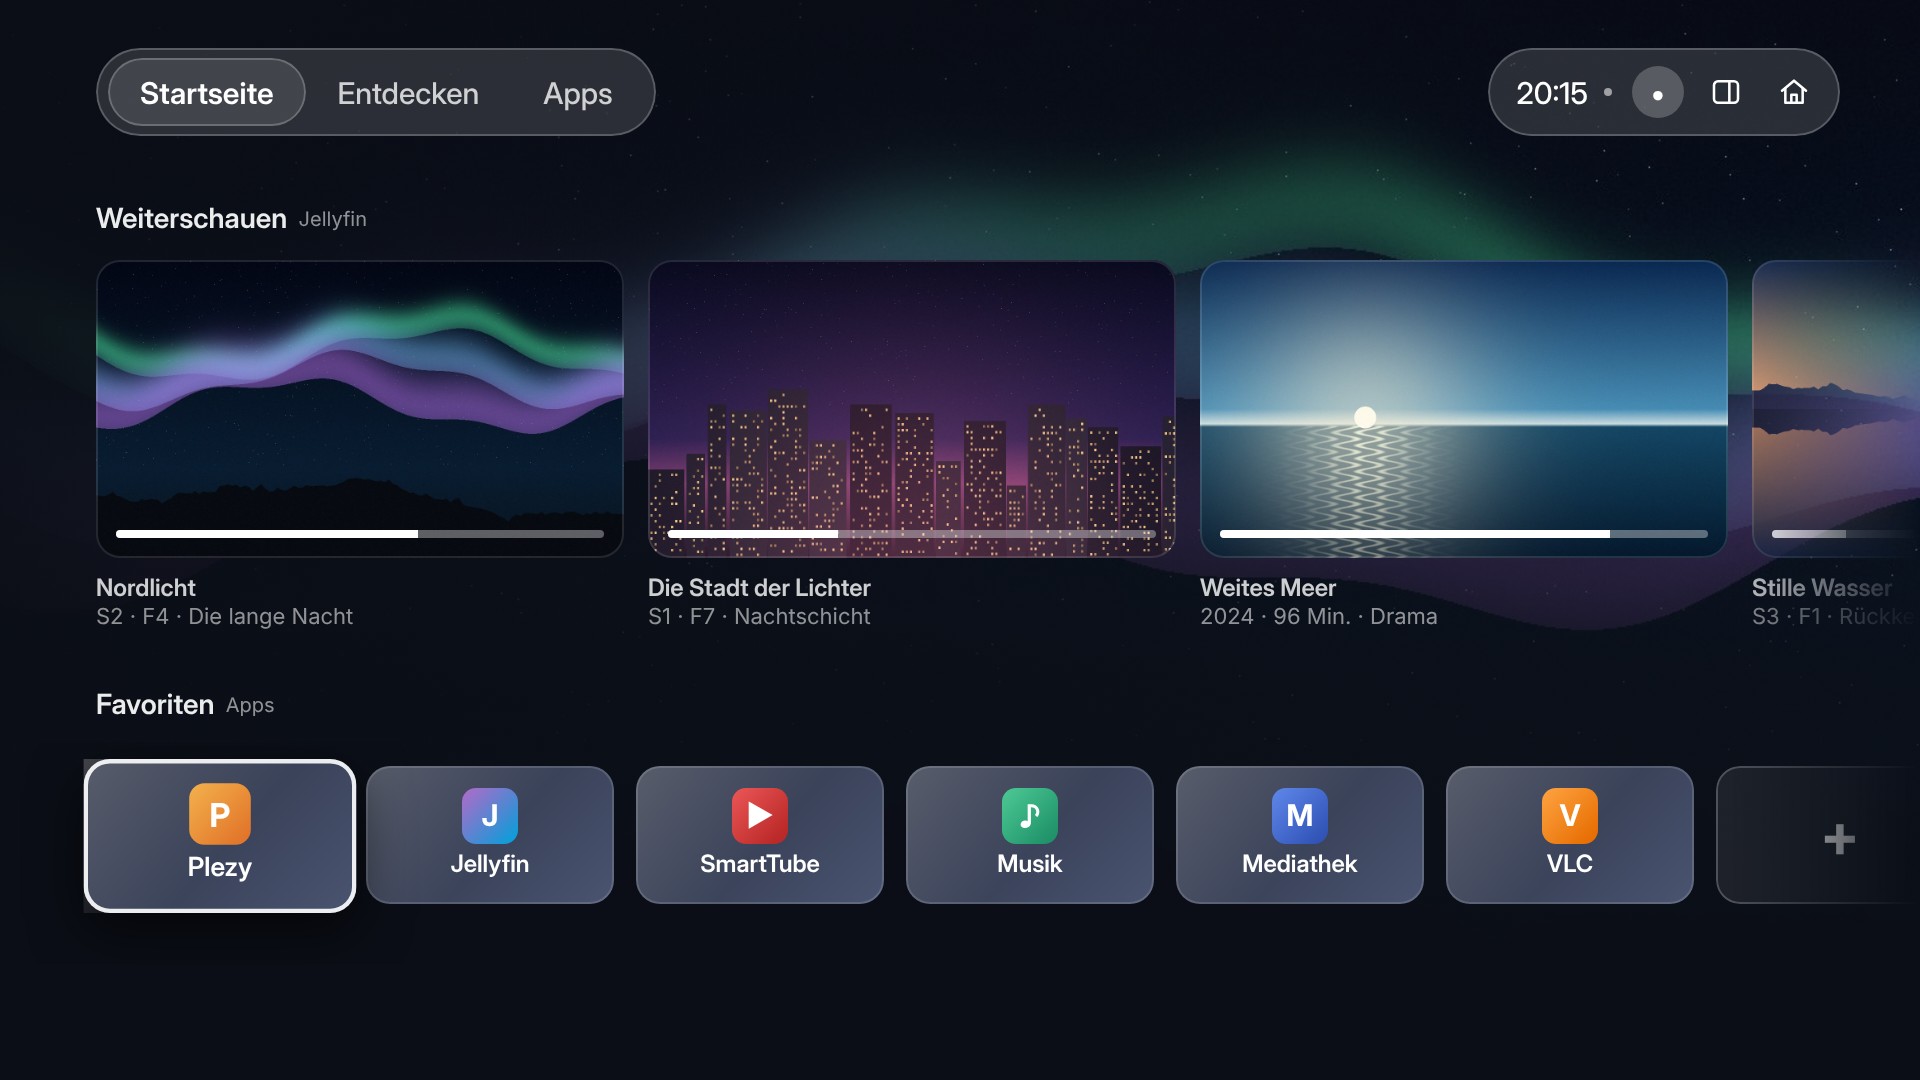 Startseite Entdecken Apps
20:15
Weiterschauen Jellyfin
Nordlicht
S2 · F4 · Die lange Nacht
Die Stadt der Lichter
S1 · F7 · Nachtschicht
Weites Meer
2024 · 96 Min. · Drama
Stille Wasser
S3 · F1 ·
Favoriten Apps
P
Plezy
J
Jellyfin
SmartTube
Musik
M
Mediathek
V
VLC